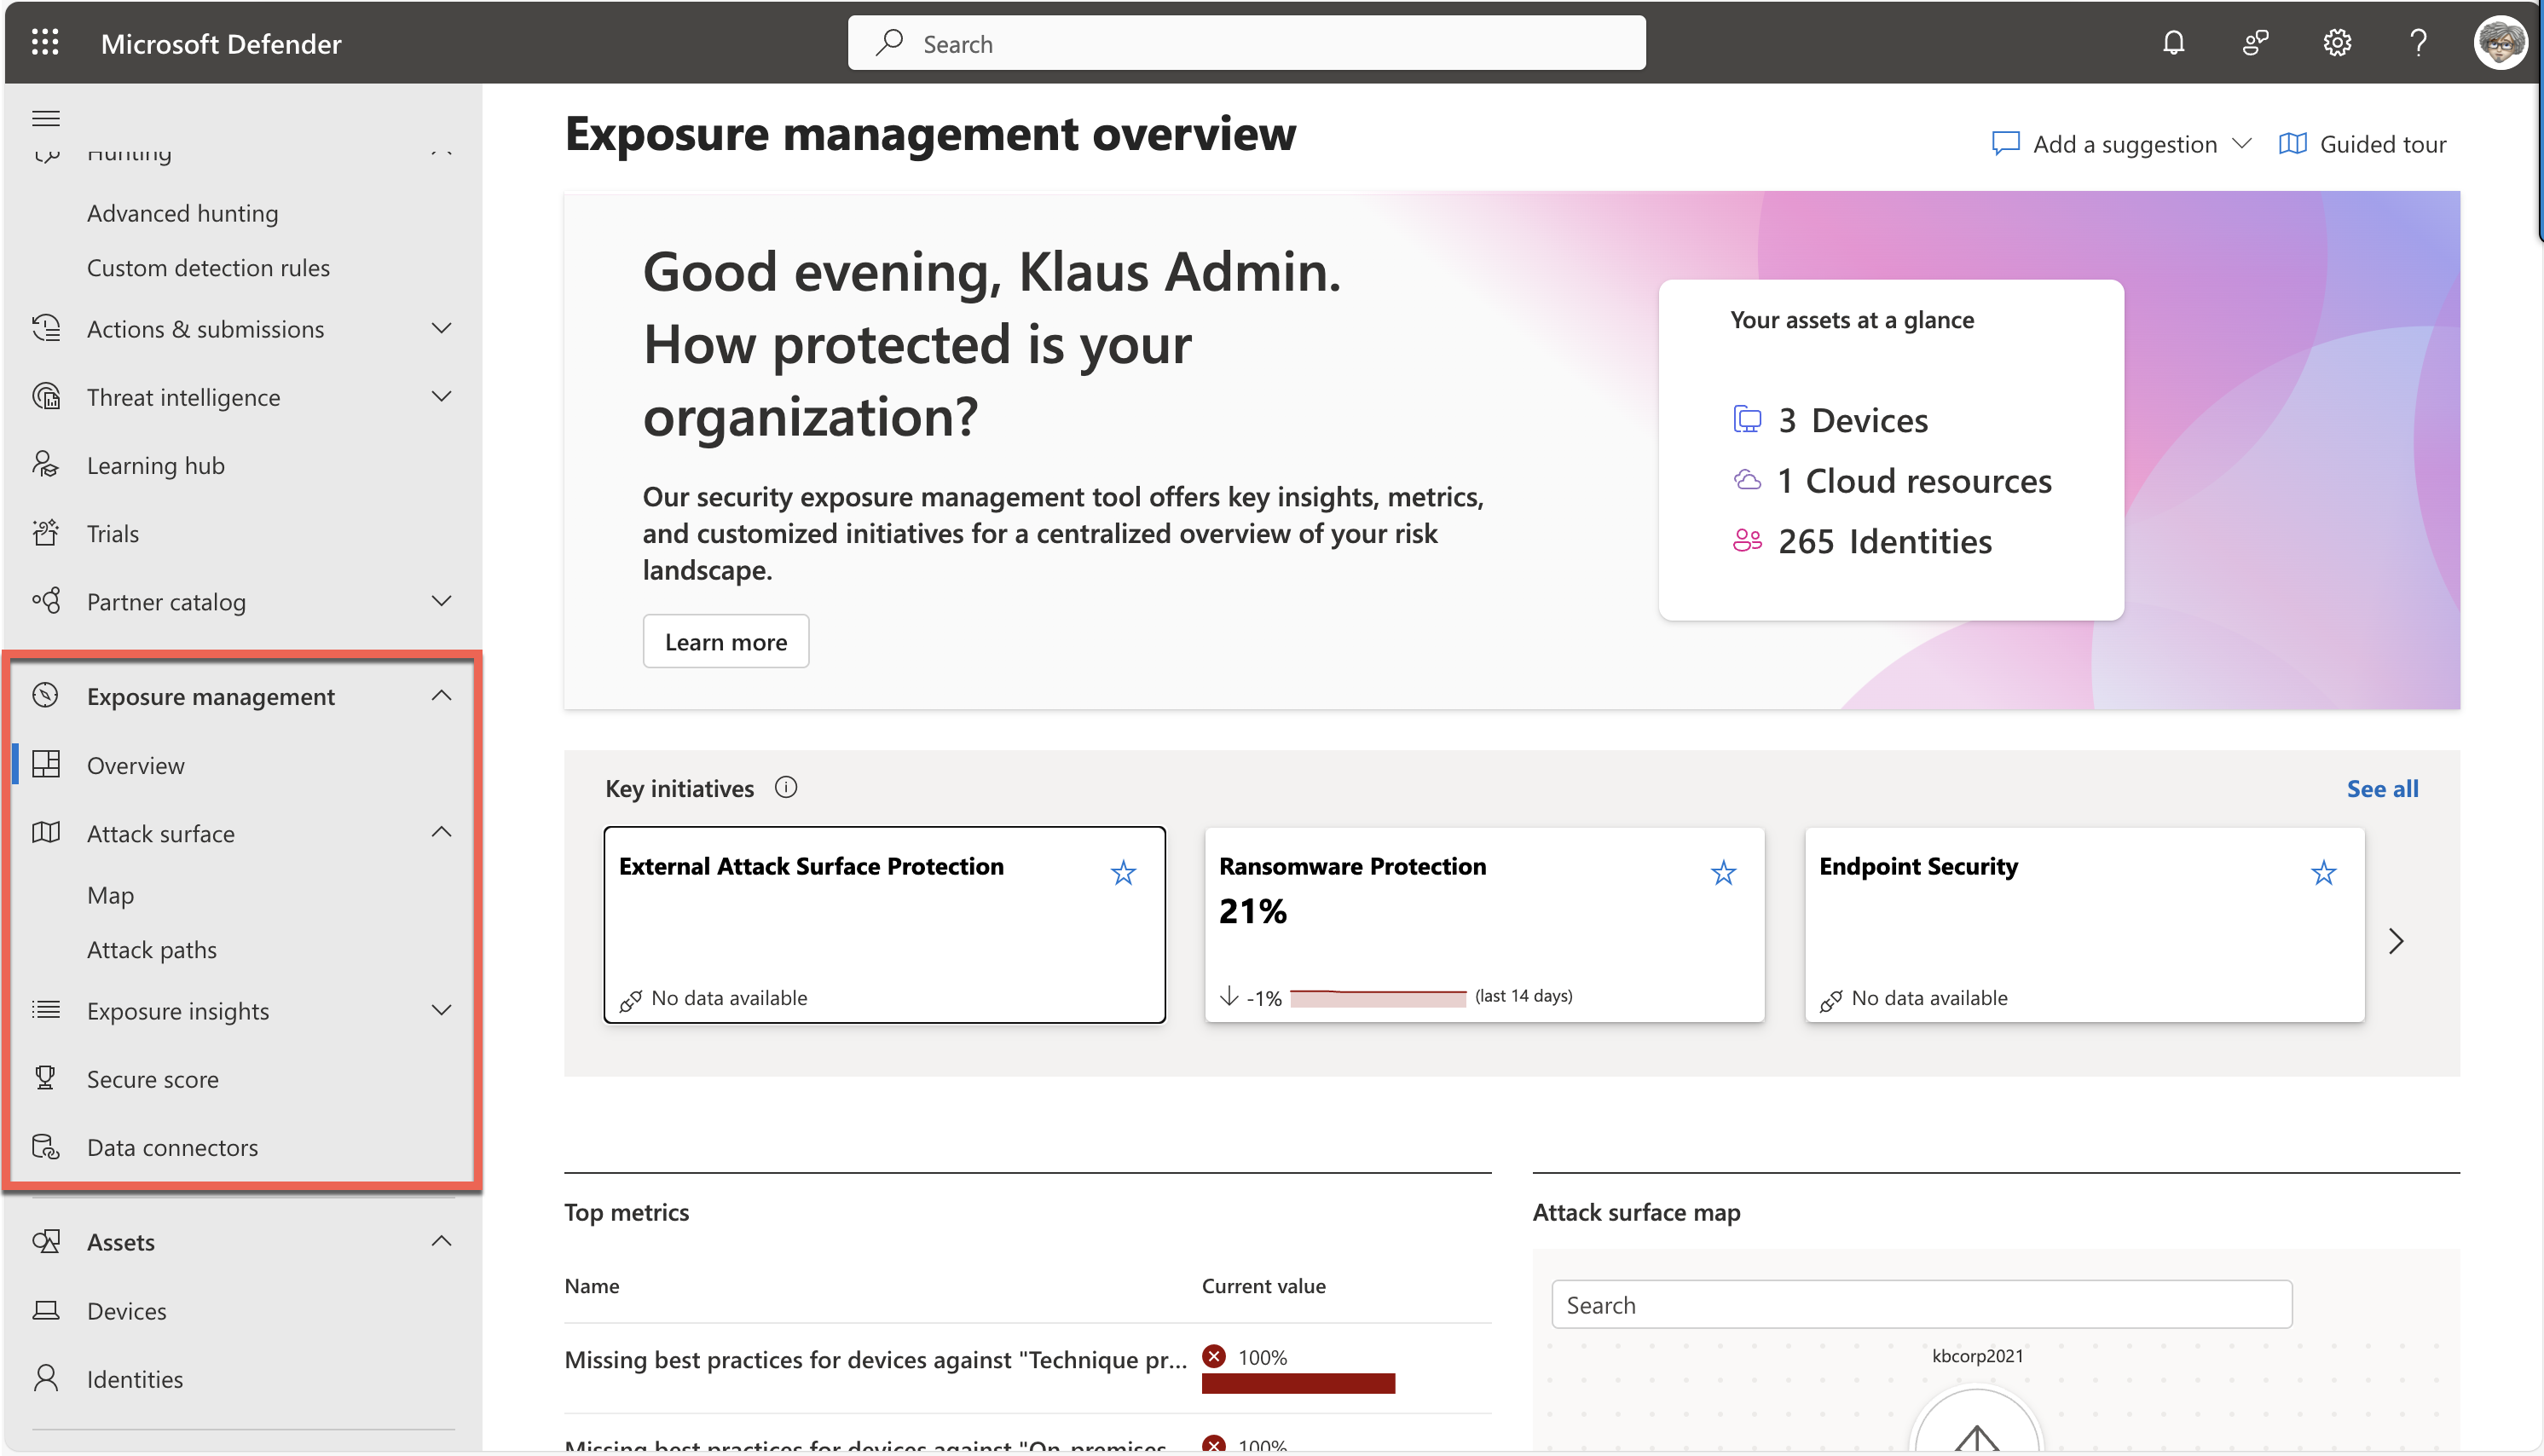 Microsoft Defender
Search
Hunting
Advanced hunting
Custom detection rules
Actions & submissions
Threat intelligence
Learning hub
Trials
Partner catalog
Exposure management
Overview
Attack surface
Map
Attack paths
Exposure insights
Secure score
Data connectors
Assets
Devices
Identities
Exposure management overview
Add a suggestion
Guided tour
Good evening, Klaus Admin.
How protected is your
organization?
Our security exposure management tool offers key insights, metrics,
and customized initiatives for a centralized overview of your risk
landscape.
Learn more
Your assets at a glance
3 Devices
1 Cloud resources
265 Identities
Key initiatives
See all
External Attack Surface Protection
No data available
Ransomware Protection
21%
-1% (last 14 days)
Endpoint Security
No data available
Top metrics
Name Current value
Missing best practices for devices against "Technique pr... 100%
Missing best practices for devices against "On-premises 100%
Attack surface map
Search
kbcorp2021